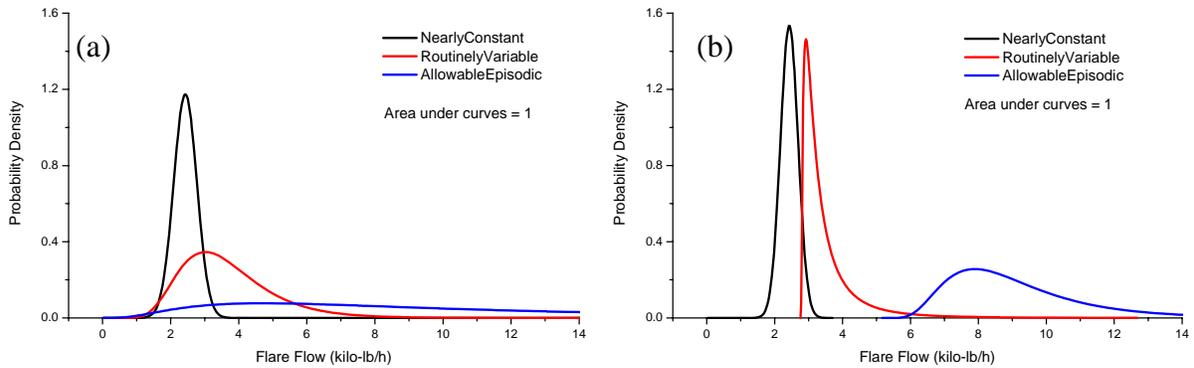 (a)
NearlyConstant
RoutinelyVariable
AllowableEpisodic
Area under curves = 1
Probability Density
1.6
1.2
0.8
0.4
0.0
0 2 4 6 8 10 12 14
Flare Flow (kilo-lb/h)
(b)
NearlyConstant
RoutinelyVariable
AllowableEpisodic
Area under curves = 1
Probability Density
1.6
1.2
0.8
0.4
0.0
0 2 4 6 8 10 12 14
Flare Flow (kilo-lb/h)